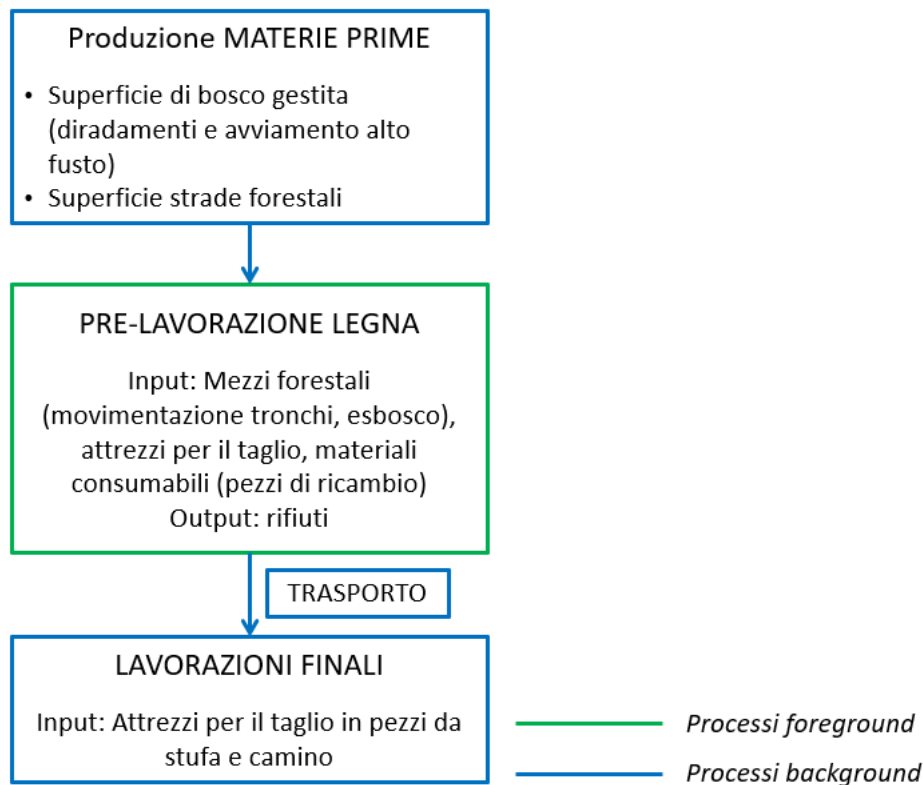 Produzione MATERIE PRIME
• Superficie di bosco gestita
(diradamenti e avviamento alto
fusto)
• Superficie strade forestali
PRE-LAVORAZIONE LEGNA
Input: Mezzi forestali
(movimentazione tronchi, esbosco),
attrezzi per il taglio, materiali
consumabili (pezzi di ricambio)
Output: rifiuti
TRASPORTO
LAVORAZIONI FINALI
Input: Attrezzi per il taglio in pezzi da
stufa e camino
Processi foreground
Processi background